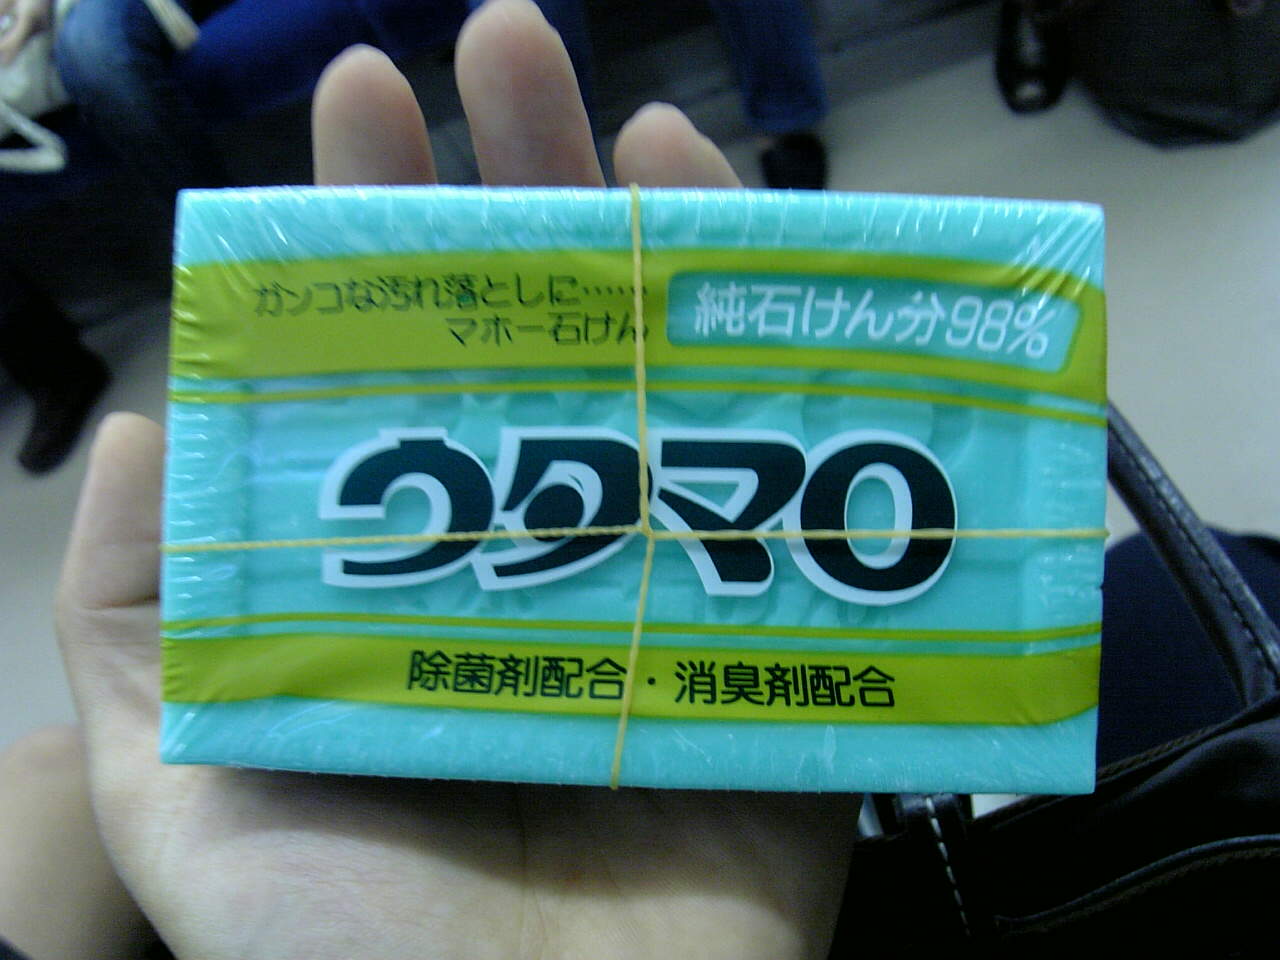 ガンコな汚れ落としに……
マホー石けん
純石けん分98%
ウタマロ
除菌剤配合・消臭剤配合